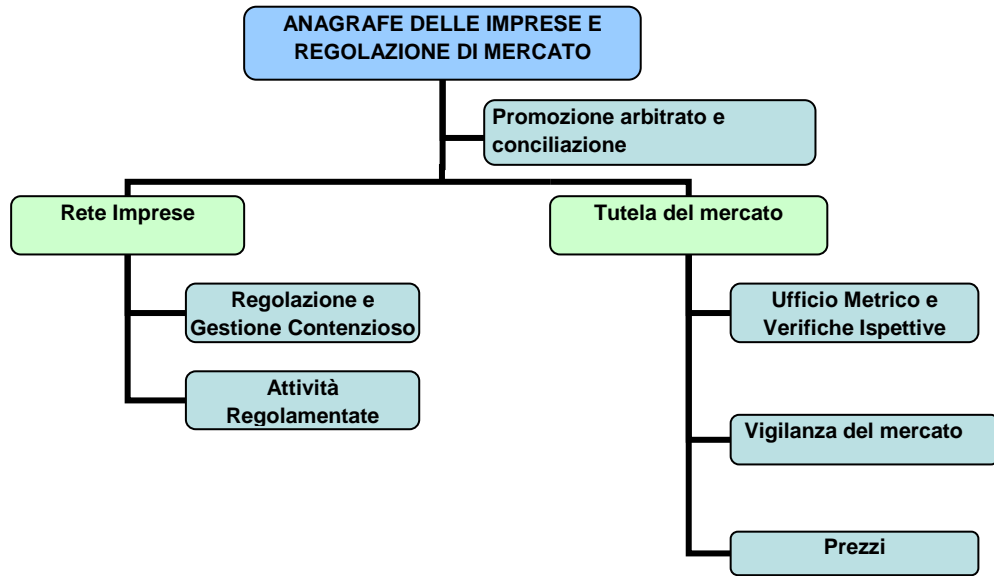 ANAGRAFE DELLE IMPRESE E
REGOLAZIONE DI MERCATO
Promozione arbitrato e
conciliazione
Rete Imprese
Tutela del mercato
Regolazione e
Gestione Contenzioso
Ufficio Metrico e
Verifiche Ispettive
Attività
Regolamentate
Vigilanza del mercato
Prezzi